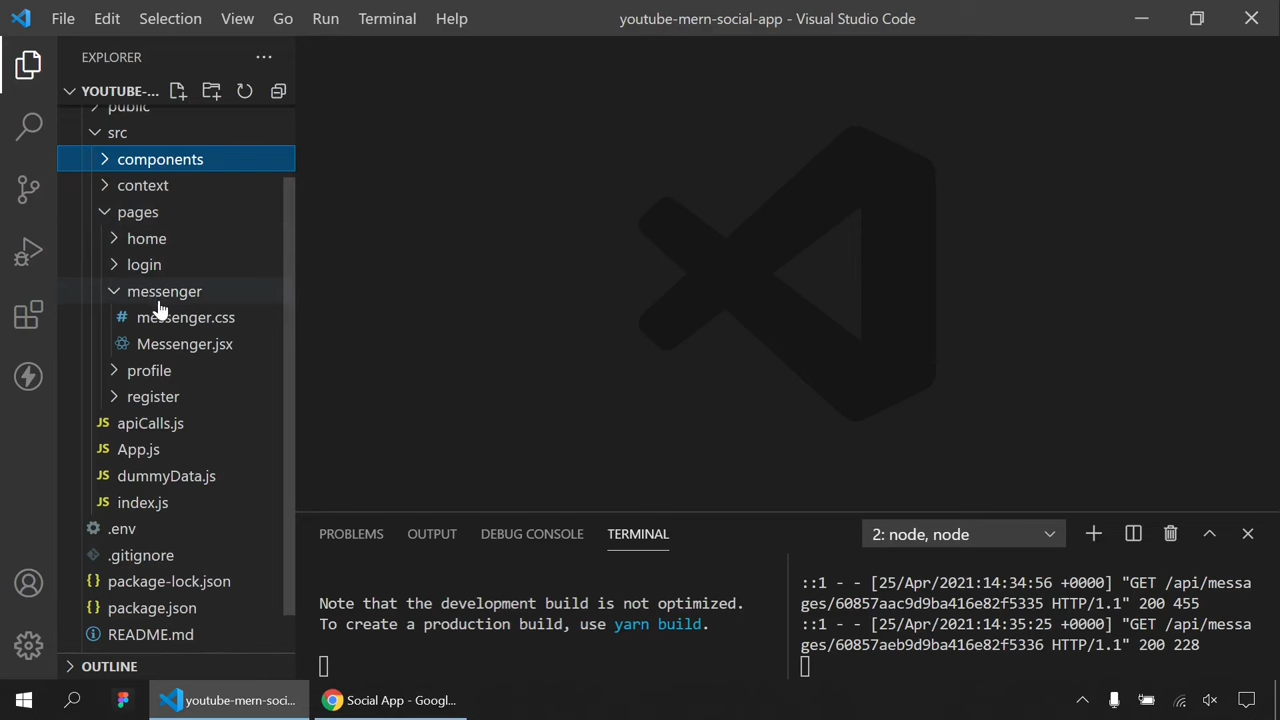 File Edit Selection View Go Run Terminal Help youtube-mern-social-app - Visual Studio Code
EXPLORER
YOUTUBE-...
public
src
components
context
pages
home
login
messenger
# messenger.css
Messenger.jsx
profile
register
JS apiCalls.js
JS App.js
JS dummyData.js
JS index.js
.env
.gitignore
{} package-lock.json
{} package.json
README.md
OUTLINE
PROBLEMS OUTPUT DEBUG CONSOLE TERMINAL 2: node, node
Note that the development build is not optimized.
To create a production build, use yarn build.
::1 - - [25/Apr/2021:14:34:56 +0000] "GET /api/messa
ges/60857aac9d9ba416e82f5335 HTTP/1.1" 200 455
::1 - - [25/Apr/2021:14:35:25 +0000] "GET /api/messa
ges/60857aeb9d9ba416e82f5336 HTTP/1.1" 200 228
youtube-mern-soci... Social App - Googl...